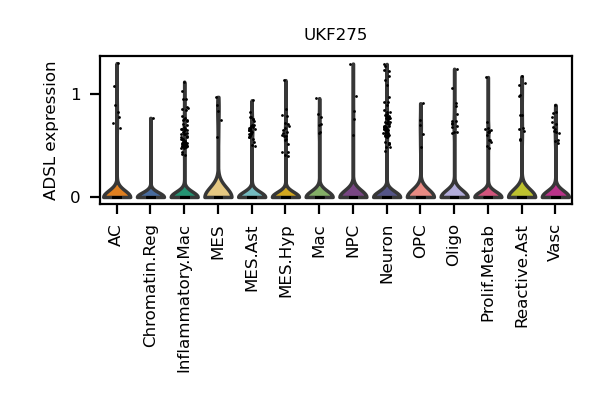 UKF275
ADSL expression
1
0
AC
Chromatin.Reg
Inflammatory.Mac
MES
MES.Ast
MES.Hyp
Mac
NPC
Neuron
OPC
Oligo
Prolif.Metab
Reactive.Ast
Vasc